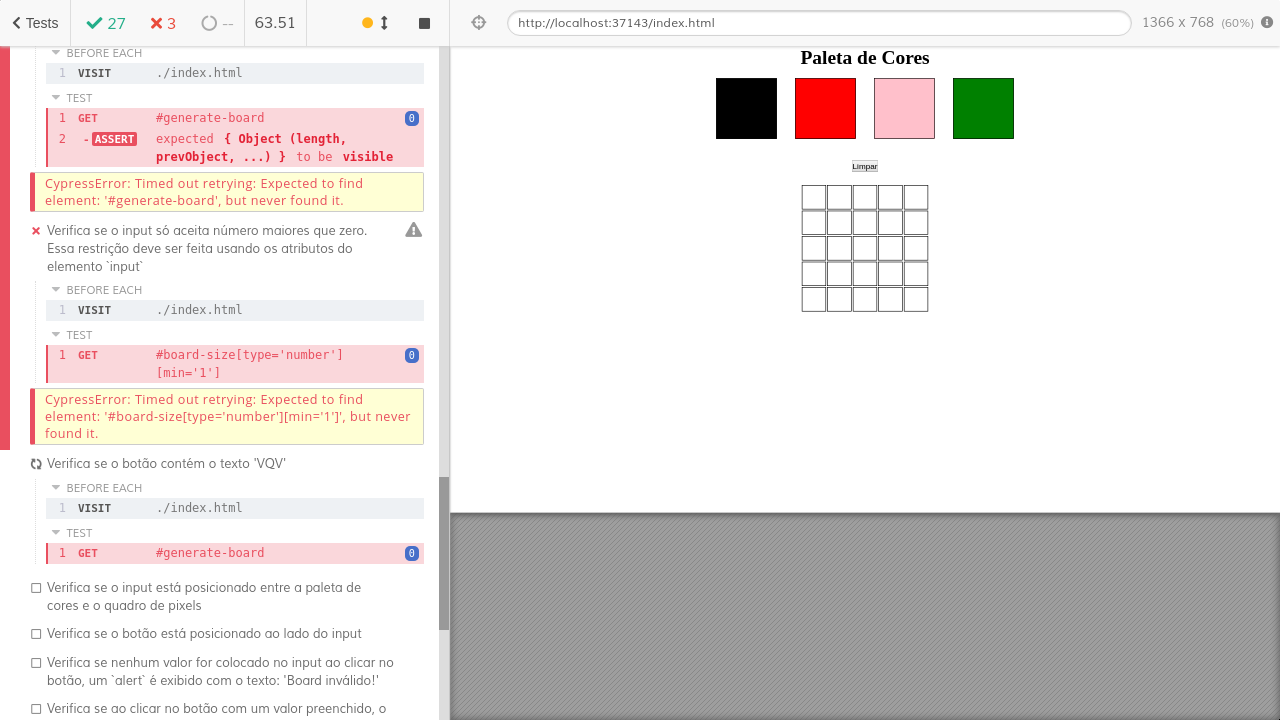 Tests
27
3
--
63.51
http://localhost:37143/index.html
1366 x 768 (60%)
BEFORE EACH
1 VISIT ./index.html
TEST
1 GET #generate-board 0
2 -ASSERT expected { Object (length,
prevObject, ...) } to be visible
CypressError: Timed out retrying: Expected to find
element: '#generate-board', but never found it.
Verifica se o input só aceita número maiores que zero.
Essa restrição deve ser feita usando os atributos do
elemento `input`
BEFORE EACH
1 VISIT ./index.html
TEST
1 GET #board-size[type='number'] 0
[min='1']
CypressError: Timed out retrying: Expected to find
element: '#board-size[type='number'][min='1']', but never
found it.
Verifica se o botão contém o texto 'VQV'
BEFORE EACH
1 VISIT ./index.html
TEST
1 GET #generate-board 0
Verifica se o input está posicionado entre a paleta de
cores e o quadro de pixels
Verifica se o botão está posicionado ao lado do input
Verifica se nenhum valor for colocado no input ao clicar no
botão, um `alert` é exibido com o texto: 'Board inválido!'
Verifica se ao clicar no botão com um valor preenchido, o
Paleta de Cores
Limpar